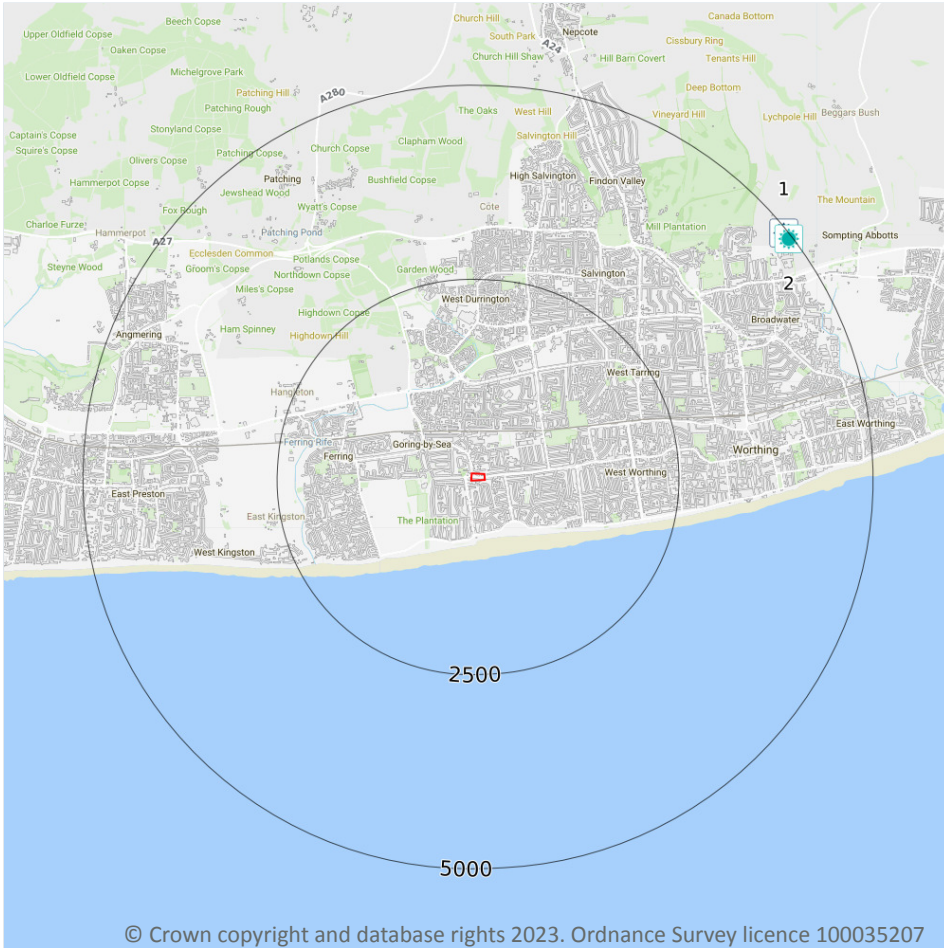 Beech Copse
Church Hill
Canada Bottom
Upper Oldfield Copse
South Park
Nepcote
Cissbury Ring
Oaken Copse
A24
Church Hill Shaw
Hill Barn Covert
Tenants Hill
Lower Oldfield Copse
Michelgrove Park
Deep Bottom
Patching Hill
A280
Patching Rough
The Oaks
West Hill
Vineyard Hill
Lychpole Hill
Beggars Bush
Captain's Copse
Stonyland Copse
Salvington Hill
Squire's Copse
Clapham Wood
Olivers Copse
Patching Copse
Church Copse
High Salvington
Findon Valley
Hammerpot Copse
Patching
Bushfield Copse
1
Jewshead Wood
Wyatt's Copse
Cote
The Mountain
Fox Rough
Charloe Furze
Hammerpot
Patching Pond
Mill Plantation
Sompting Abbotts
A27
Ecclesden Common
Steyne Wood
Groom's Copse
Potlands Copse
Garden Wood
Salvington
Northdown Copse
Miles's Copse
2
West Durrington
Highdown Copse
Broadwater
Angmering
Ham Spinney
Highdown Hill
West Tarring
Hangleton
East Worthing
Ferring Rife
Goring-by-Sea
Ferring
Worthing
West Worthing
East Preston
East Kingston
The Plantation
West Kingston
2500
5000
© Crown copyright and database rights 2023. Ordnance Survey licence 100035207